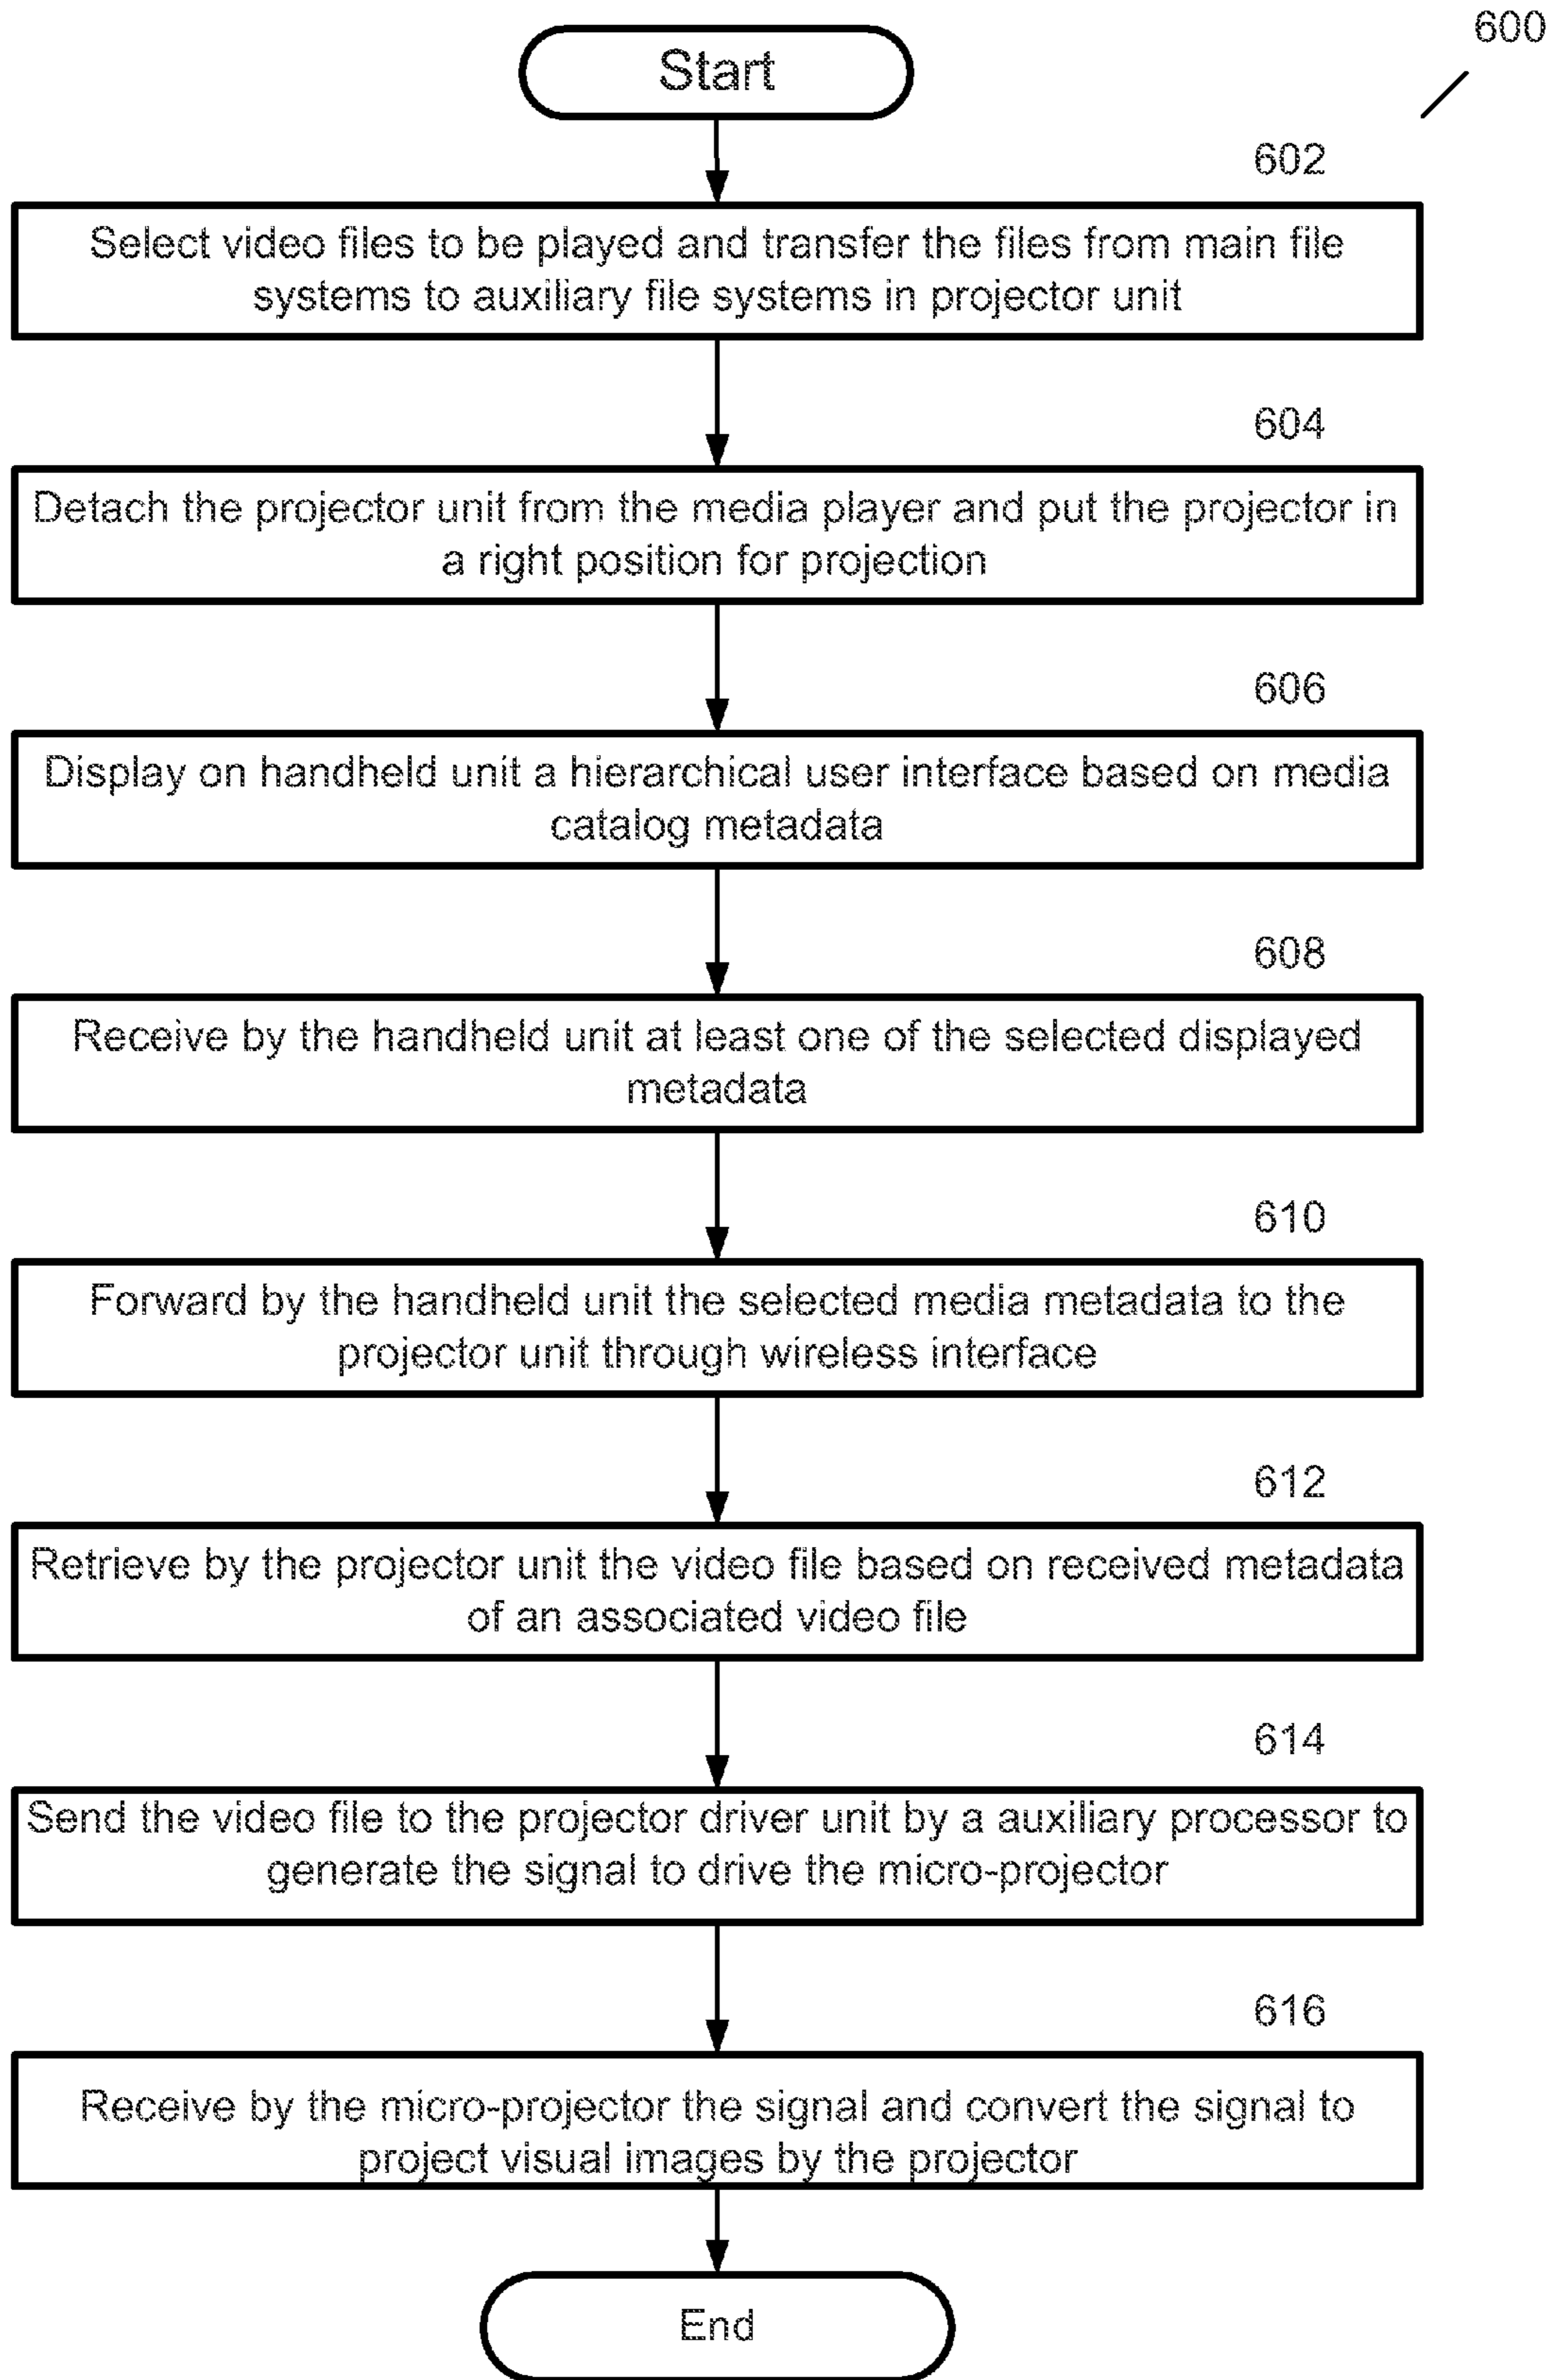 600
Start
602
Select video files to be played and transfer the files from main file
systems to auxiliary file systems in projector unit
604
Detach the projector unit from the media player and put the projector in
a right position for projection
606
Display on handheld unit a hierarchical user interface based on media
catalog metadata
608
Receive by the handheld unit at least one of the selected displayed
metadata
610
Forward by the handheld unit the selected media metadata to the
projector unit through wireless interface
612
Retrieve by the projector unit the video file based on received metadata
of an associated video file
614
Send the video file to the projector driver unit by a auxiliary processor to
generate the signal to drive the micro-projector
616
Receive by the micro-projector the signal and convert the signal to
project visual images by the projector
End